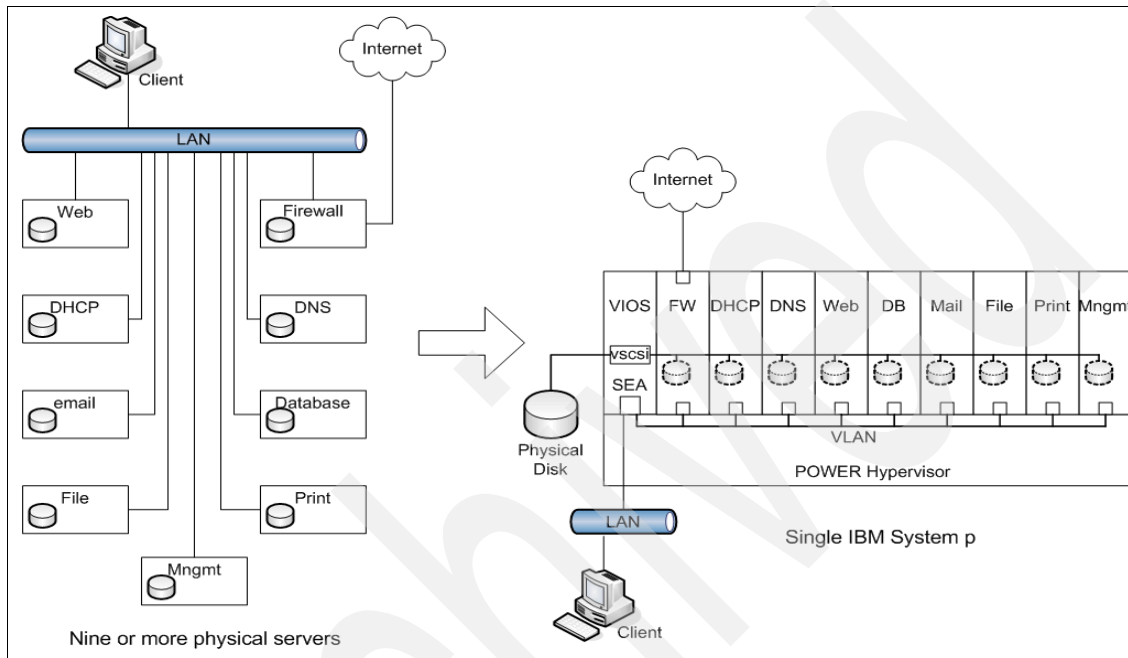 Client
Internet
LAN
Web
Firewall
DHCP
DNS
email
Database
File
Print
Mngmt
Nine or more physical servers
Internet
VIOS FW DHCP DNS Web DB Mail File Print Mngmt
vscsi
SEA
Physical
Disk
VLAN
POWER Hypervisor
LAN
Single IBM System p
Client